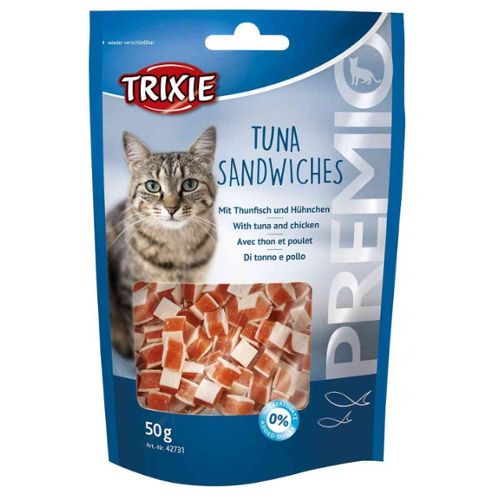 wieder verschließbar
TRIXIE
PREMIO
TUNA
SANDWICHES
Mit Thunfisch und Hühnchen
With tuna and chicken
Avec thon et poulet
Di tonno e pollo
0%
50g
Art.-Nr. 42731